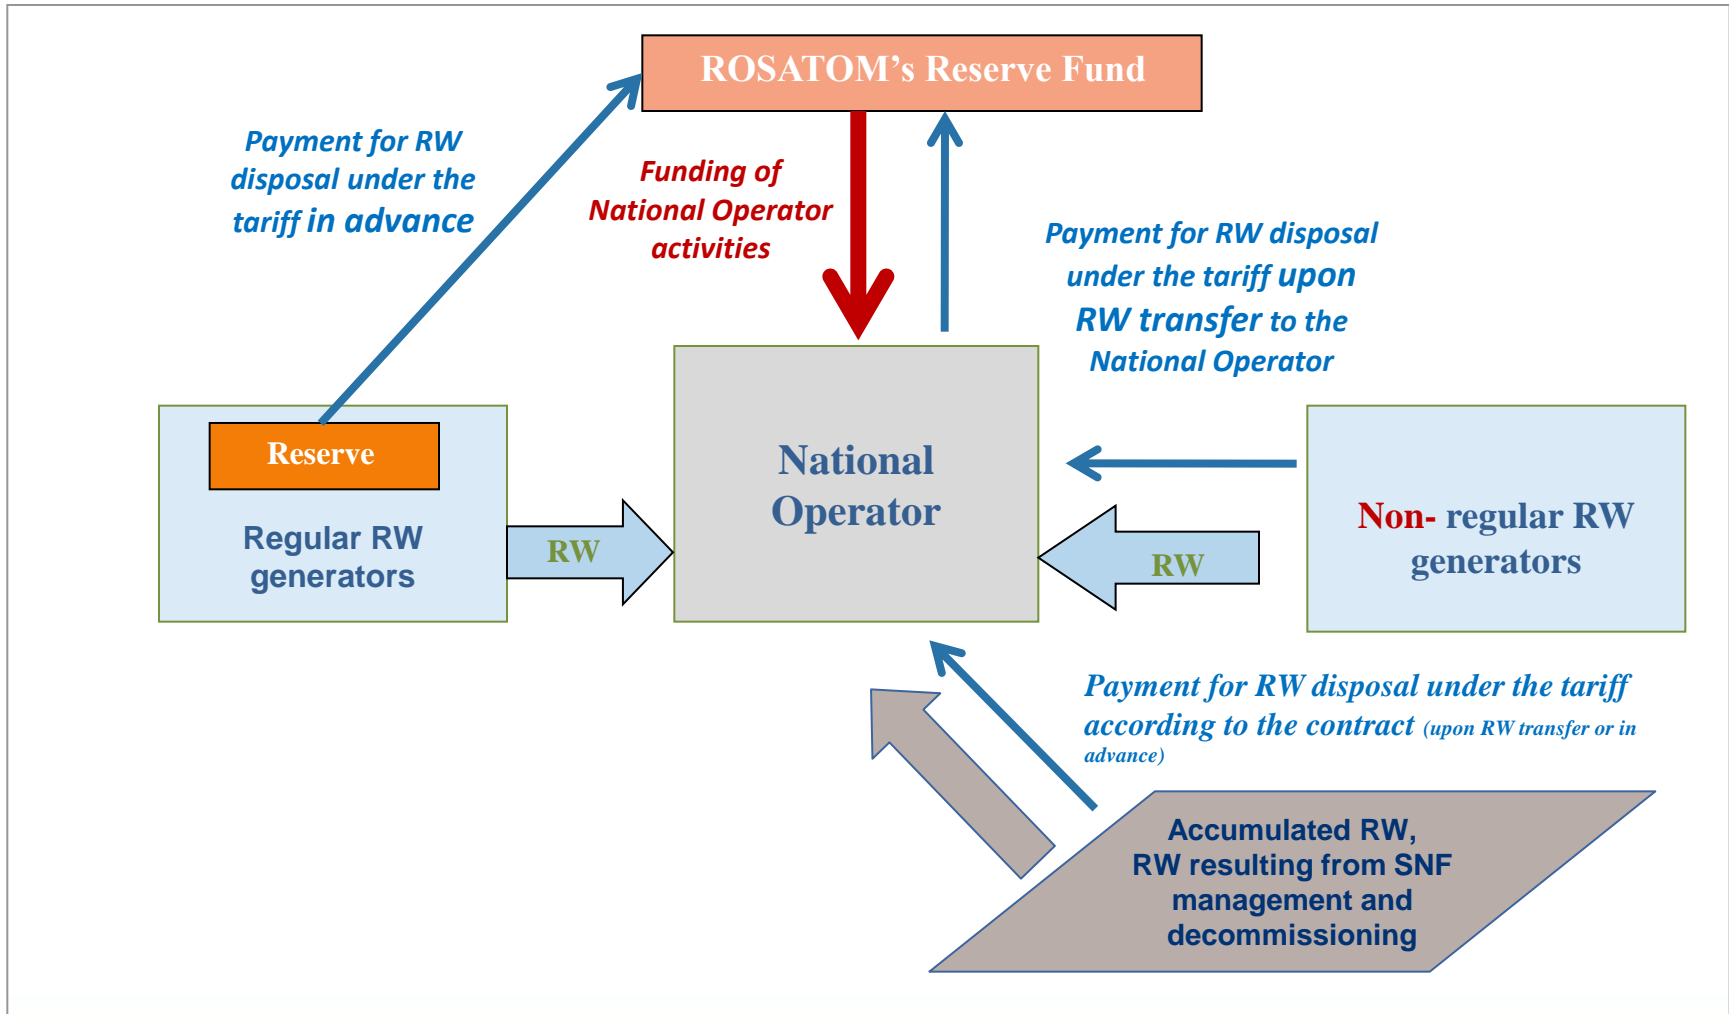 ROSATOM’s Reserve Fund
Payment for RW
disposal under the
tariff in advance
Funding of
National Operator
activities
Payment for RW disposal
under the tariff upon
RW transfer to the
National Operator
Reserve
Regular RW
generators
RW
National
Operator
RW
Non- regular RW
generators
Payment for RW disposal under the tariff
according to the contract (upon RW transfer or in
advance)
Accumulated RW,
RW resulting from SNF
management and
decommissioning